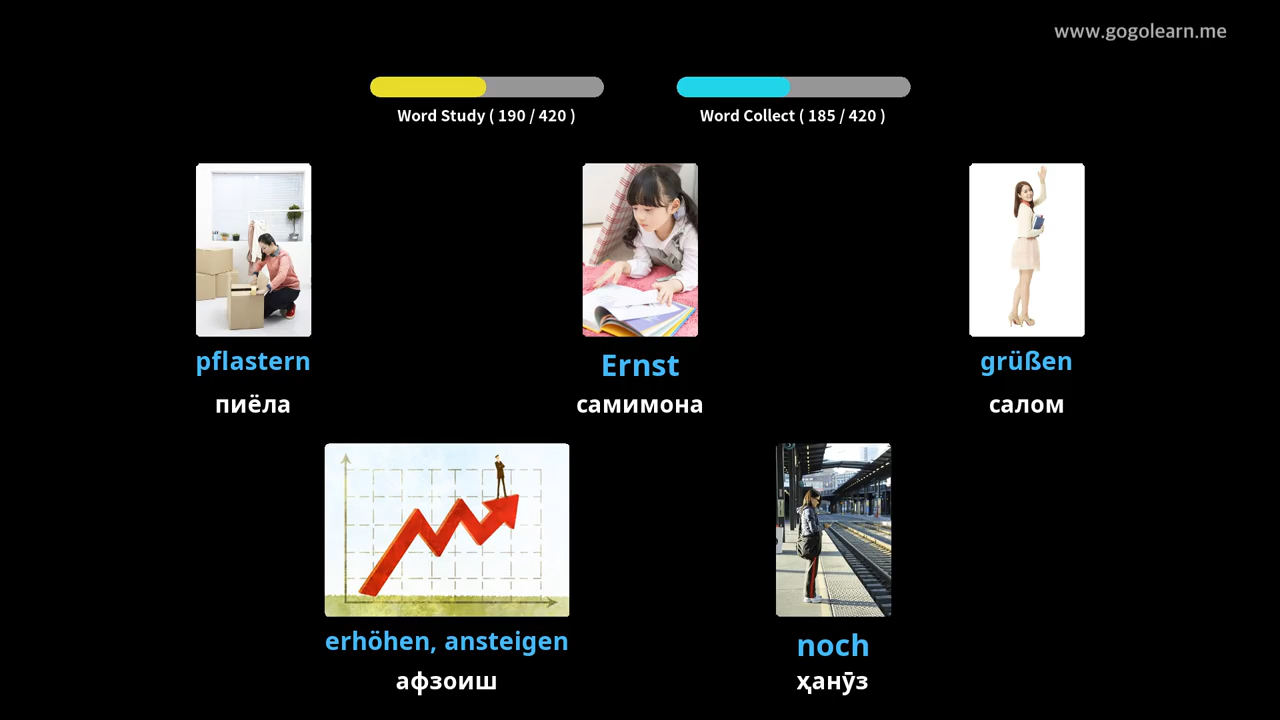 www.gogolearn.me
Word Study ( 190 / 420 )
Word Collect ( 185 / 420 )
pflastern
Ernst
grüßen
пиёла
самимона
салом
erhöhen, ansteigen
noch
афзоиш
ҳанӯз